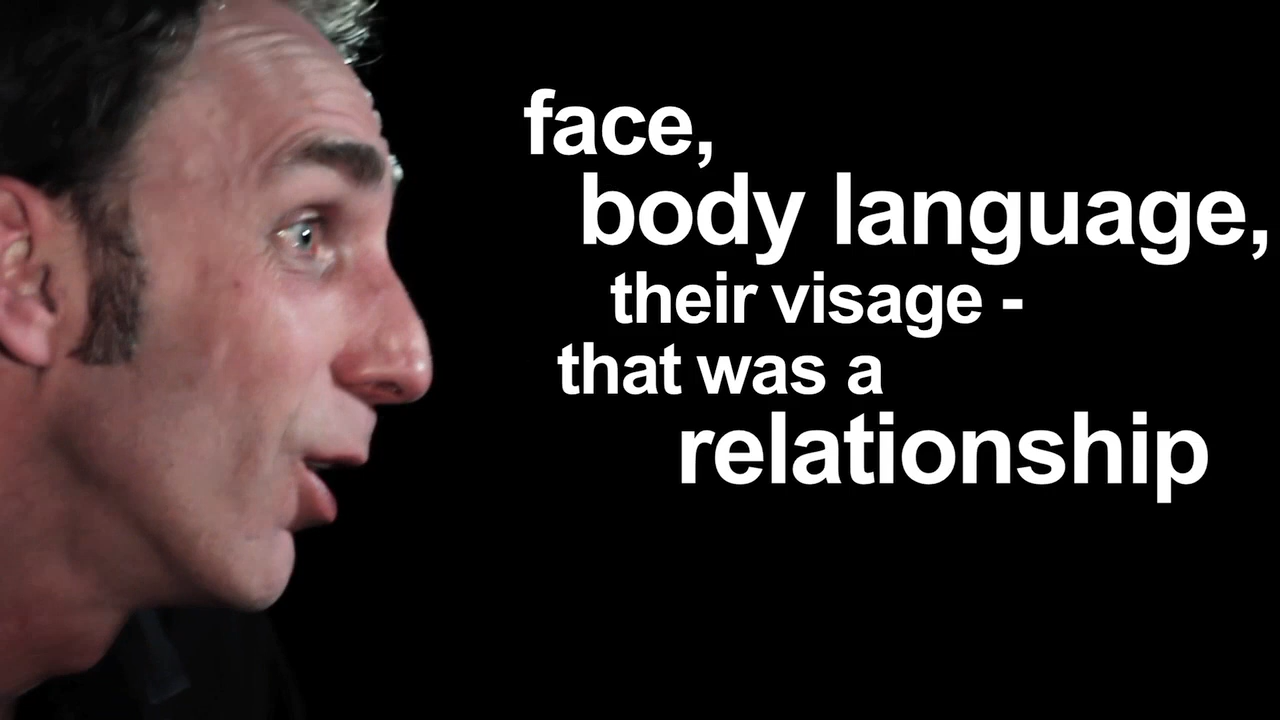 face,
body language,
their visage -
that was a
relationship